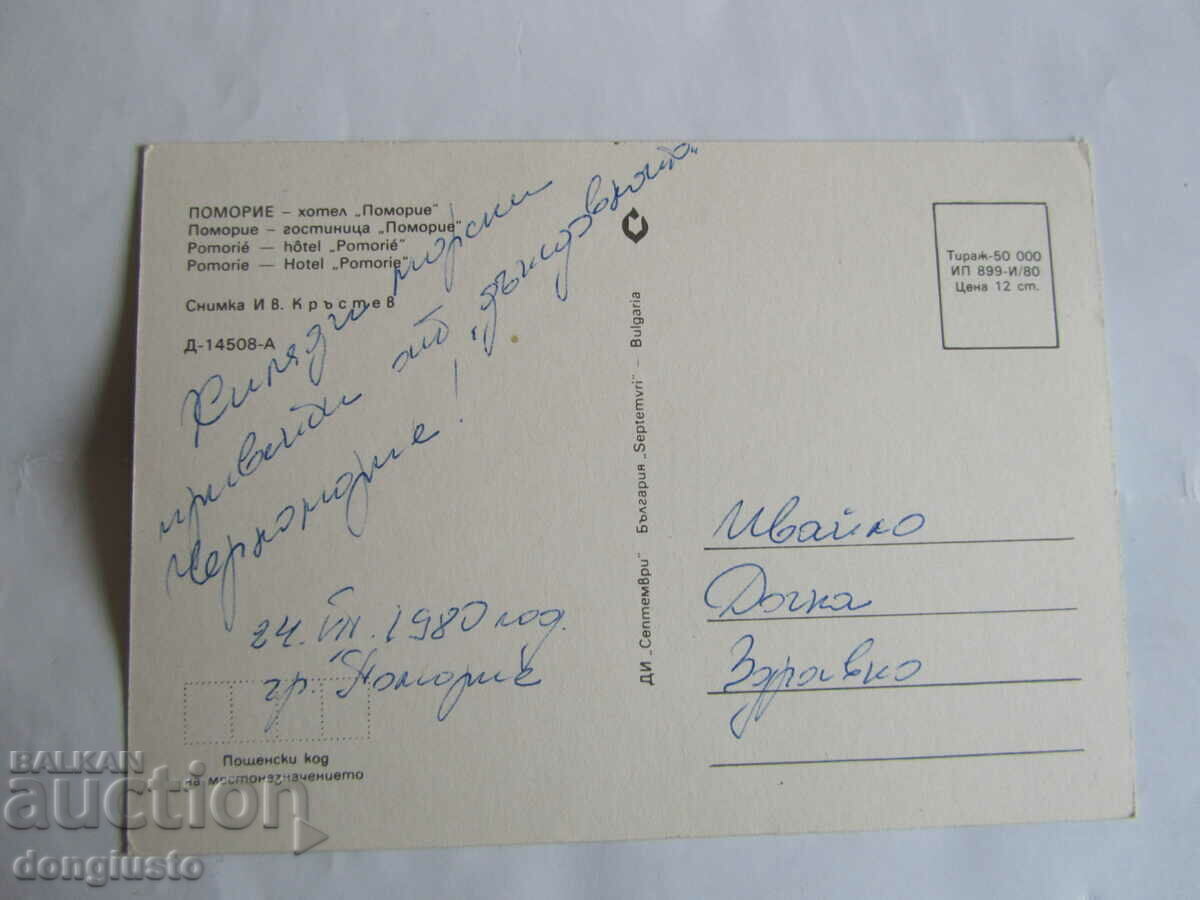 ПОМОРИЕ – хотел „Поморие"
Поморие – гостиница „Поморие"
Pomorié — hôtel „Pomorié"
Pomorie — Hotel „Pomorie"
Снимка Ив. Кръстев
Д-14508-А
Хиляди морски
привети от
Черноморие!
24. VII. 1980 год.
гр. Поморие
Пощенски код
на местоназначението
ДИ „Септември" България „Septemvri" – Bulgaria
Тираж-50 000
ИП 899-И/80
Цена 12 ст.
Ивайло
Дочка
Здравко
BALKAN
auction
dongiusto